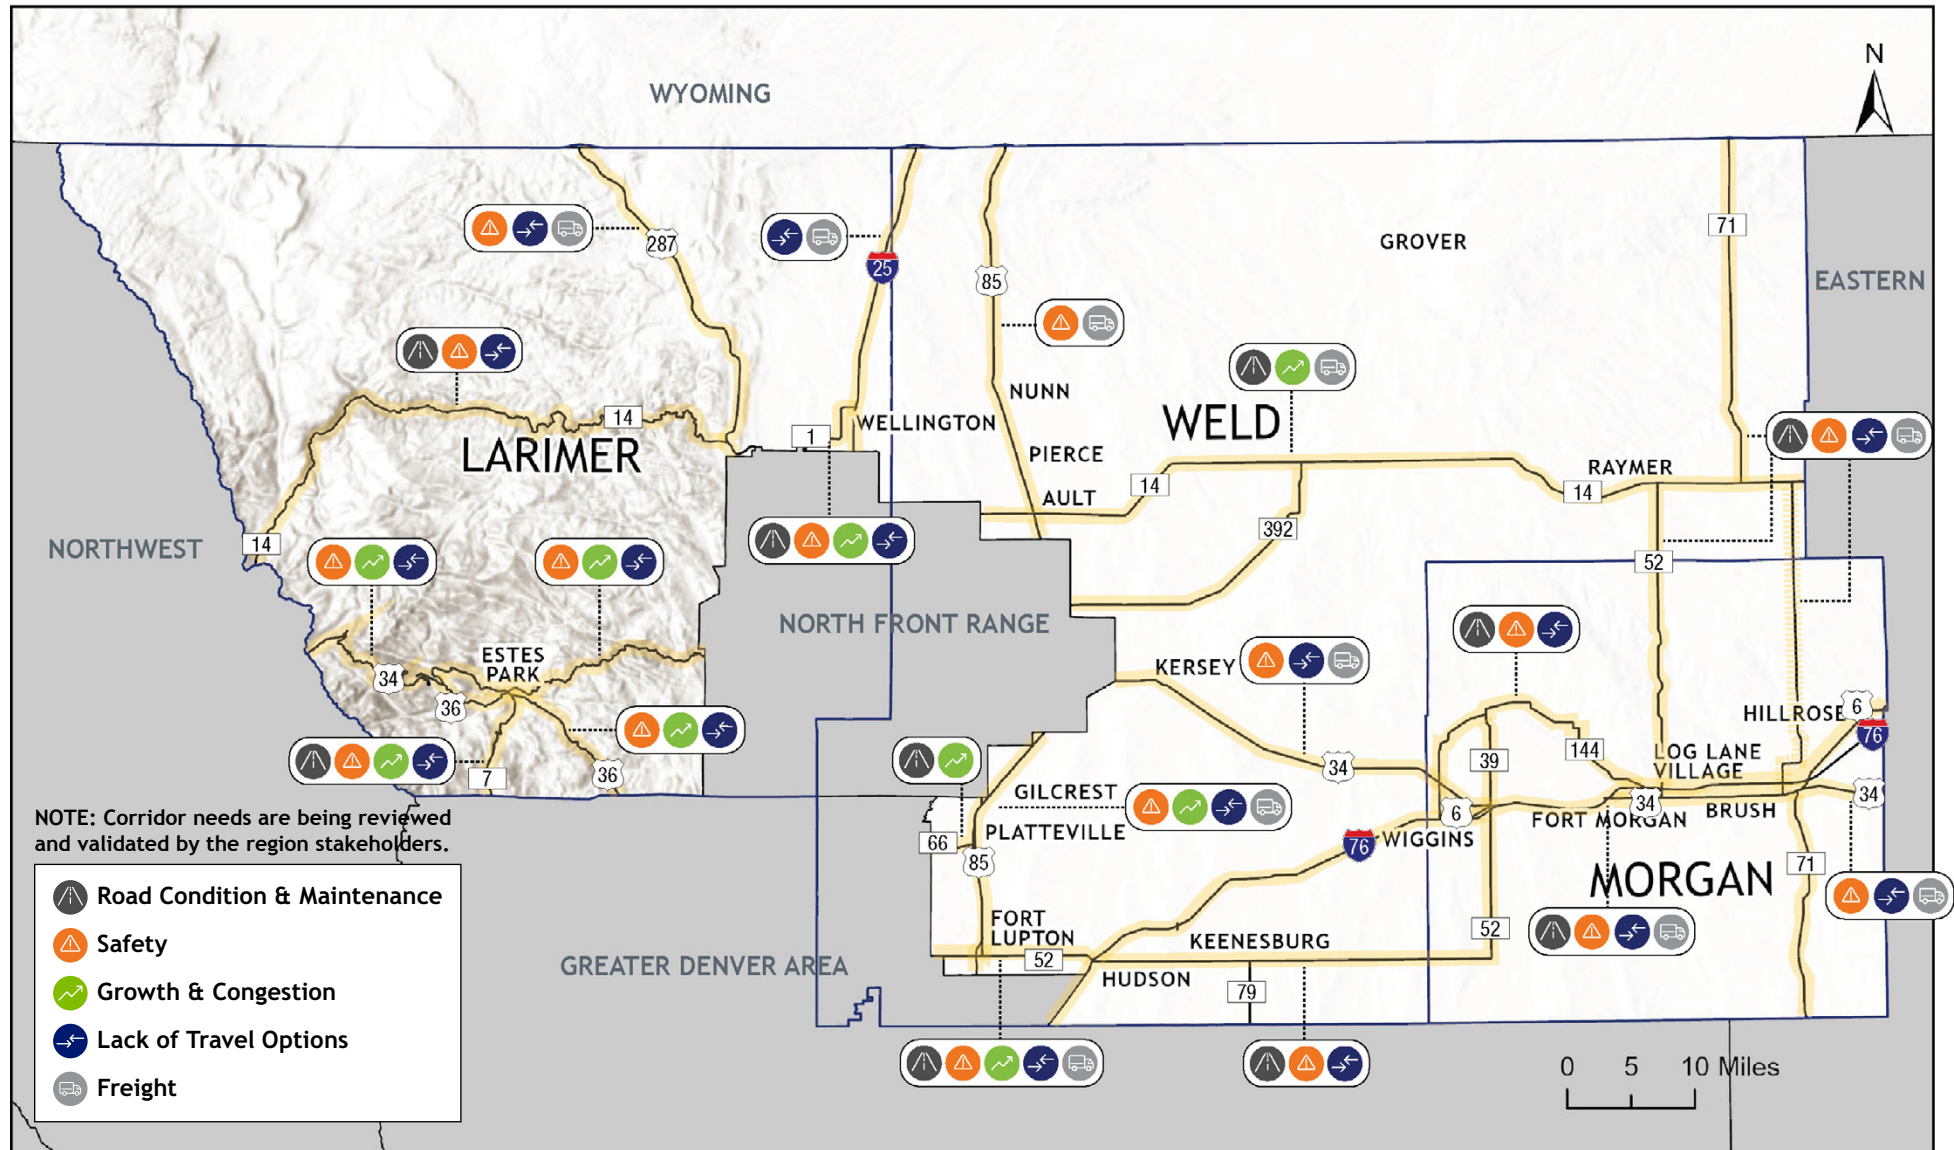 N
WYOMING
287
25
85
GROVER
71
EASTERN
NUNN
WELLINGTON
1
14
LARIMER
WELD
PIERCE
AULT
14
RAYMER
14
14
392
52
NORTHWEST
NORTH FRONT RANGE
ESTES
PARK
34
36
7
36
KERSEY
34
39
144
HILLROSE
6
76
LOG LANE
VILLAGE
34
BRUSH
34
GILCREST
PLATTEVILLE
66
85
76
WIGGINS
6
FORT MORGAN
71
MORGAN
FORT
LUPTON
52
KEENESBURG
52
HUDSON
79
GREATER DENVER AREA
NOTE: Corridor needs are being reviewed
and validated by the region stakeholders.
Road Condition & Maintenance
Safety
Growth & Congestion
Lack of Travel Options
Freight
0 5 10 Miles